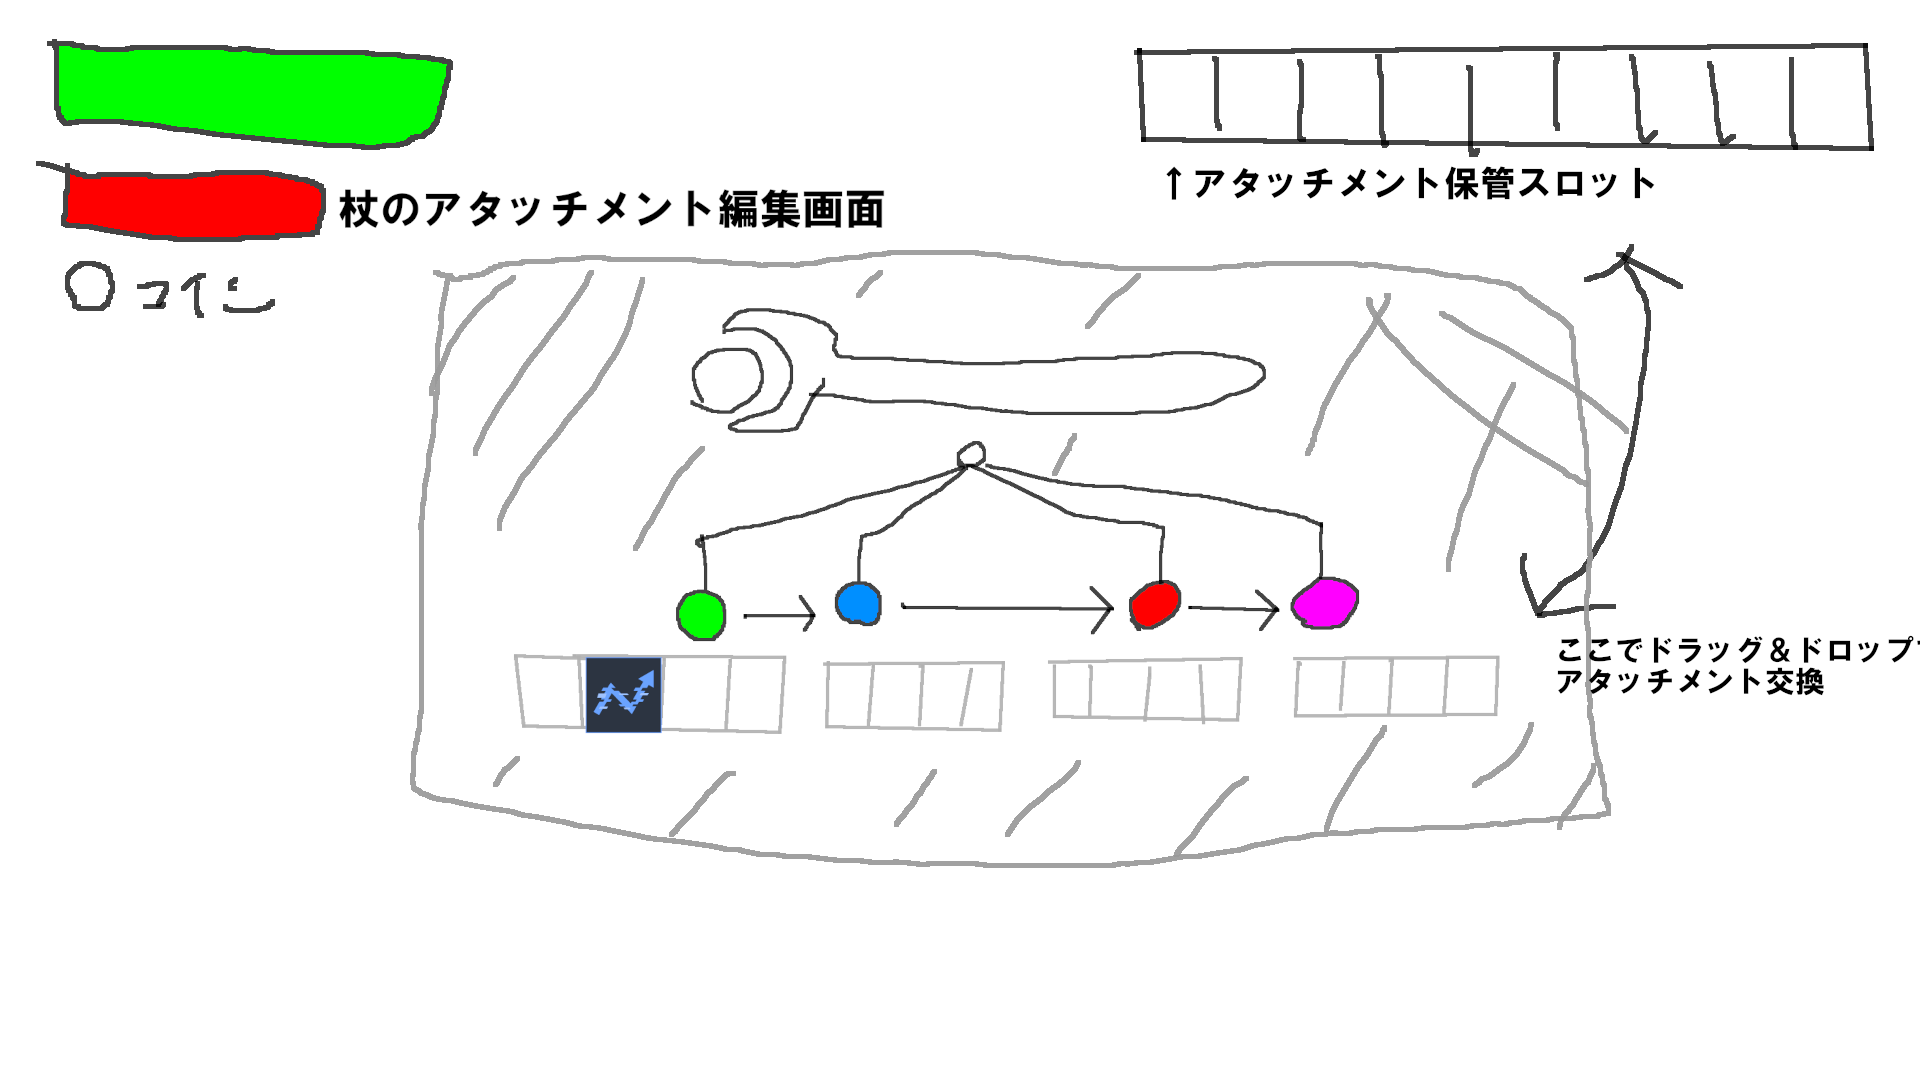 ↑アタッチメント保管スロット
杖のアタッチメント編集画面
コイン
ここでドラッグ＆ドロップ
アタッチメント交換